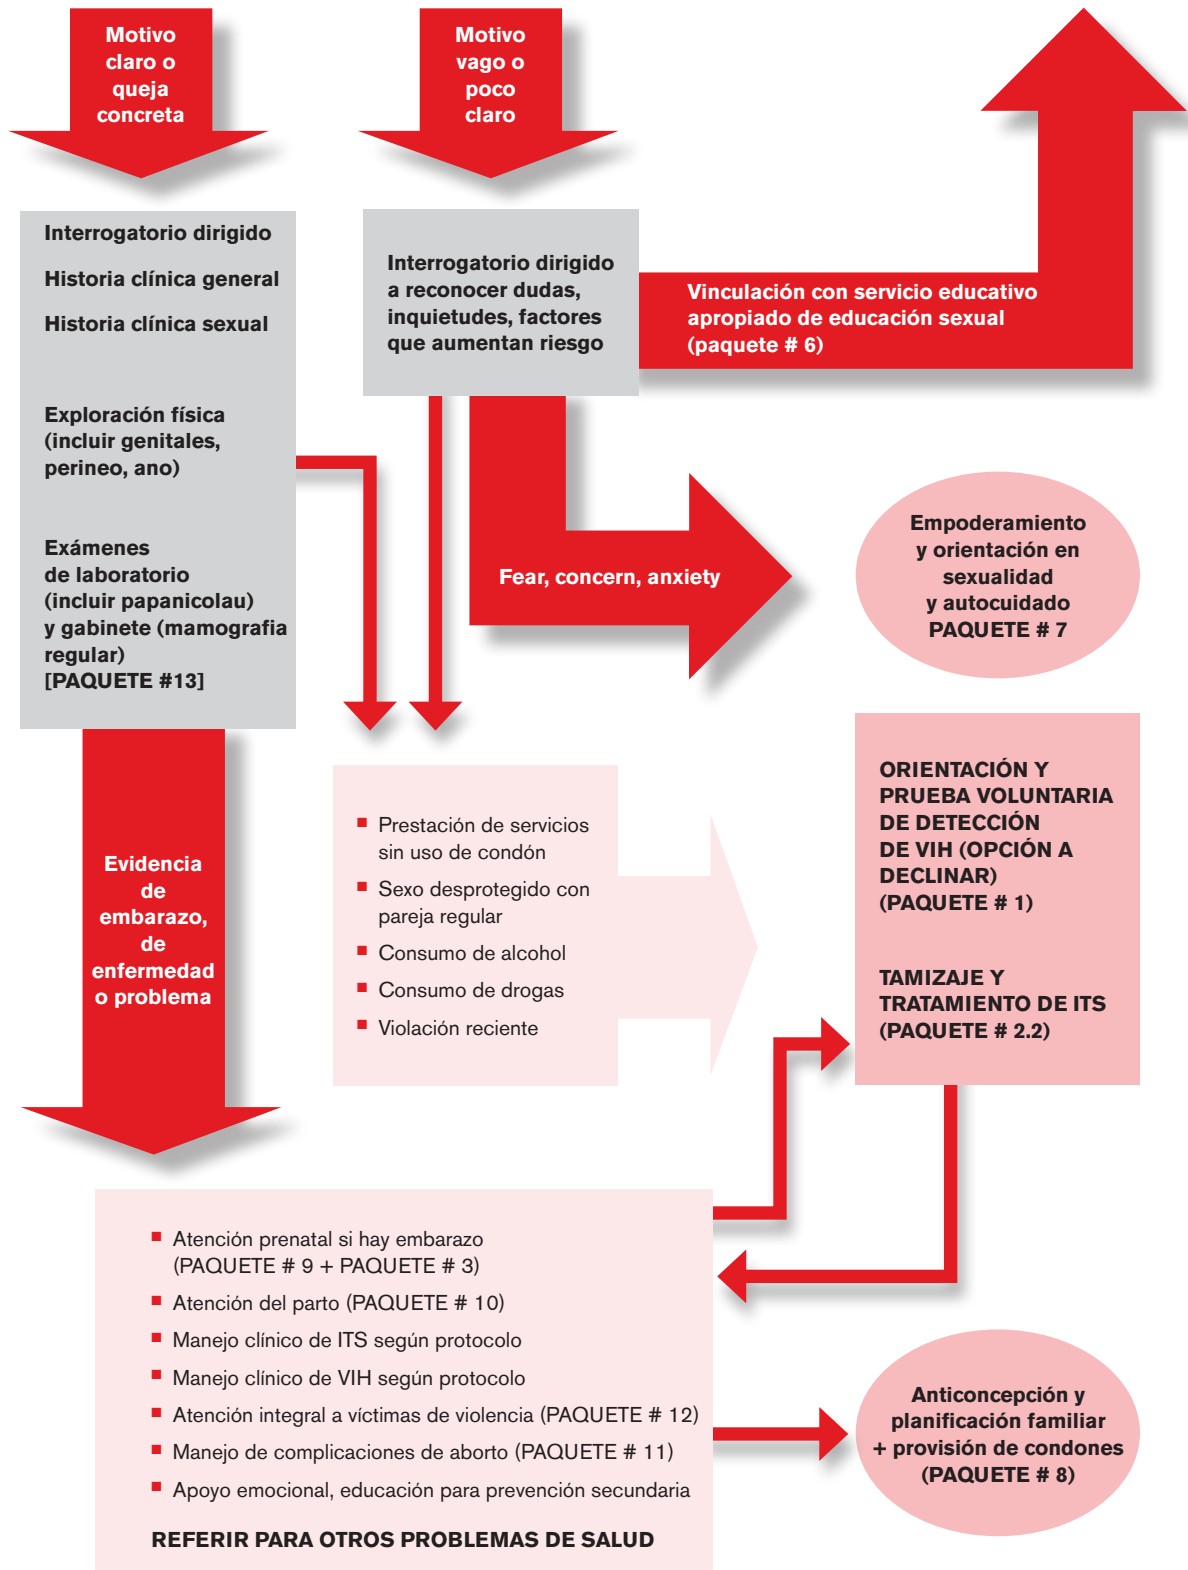 Motivo
claro o
queja
concreta
Motivo
vago o
poco
claro
Interrogatorio dirigido
Historia clínica general
Historia clínica sexual
Exploración física
(incluir genitales,
perineo, ano)
Exámenes
de laboratorio
(incluir papanicolau)
y gabinete (mamografia
regular)
[PAQUETE #13]
Interrogatorio dirigido
a reconocer dudas,
inquietudes, factores
que aumentan riesgo
Vinculación con servicio educativo
apropiado de educación sexual
(paquete # 6)
Fear, concern, anxiety
Empoderamiento
y orientación en
sexualidad
y autocuidado
PAQUETE # 7
Evidencia
de
embarazo,
de
enfermedad
o problema
■ Prestación de servicios
sin uso de condón
■ Sexo desprotegido con
pareja regular
■ Consumo de alcohol
■ Consumo de drogas
■ Violación reciente
ORIENTACIÓN Y
PRUEBA VOLUNTARIA
DE DETECCIÓN
DE VIH (OPCIÓN A
DECLINAR)
(PAQUETE # 1)
TAMIZAJE Y
TRATAMIENTO DE ITS
(PAQUETE # 2.2)
■ Atención prenatal si hay embarazo
(PAQUETE # 9 + PAQUETE # 3)
■ Atención del parto (PAQUETE # 10)
■ Manejo clínico de ITS según protocolo
■ Manejo clínico de VIH según protocolo
■ Atención integral a víctimas de violencia (PAQUETE # 12)
■ Manejo de complicaciones de aborto (PAQUETE # 11)
■ Apoyo emocional, educación para prevención secundaria
REFERIR PARA OTROS PROBLEMAS DE SALUD
Anticoncepción y
planificación familiar
+ provisión de condones
(PAQUETE # 8)